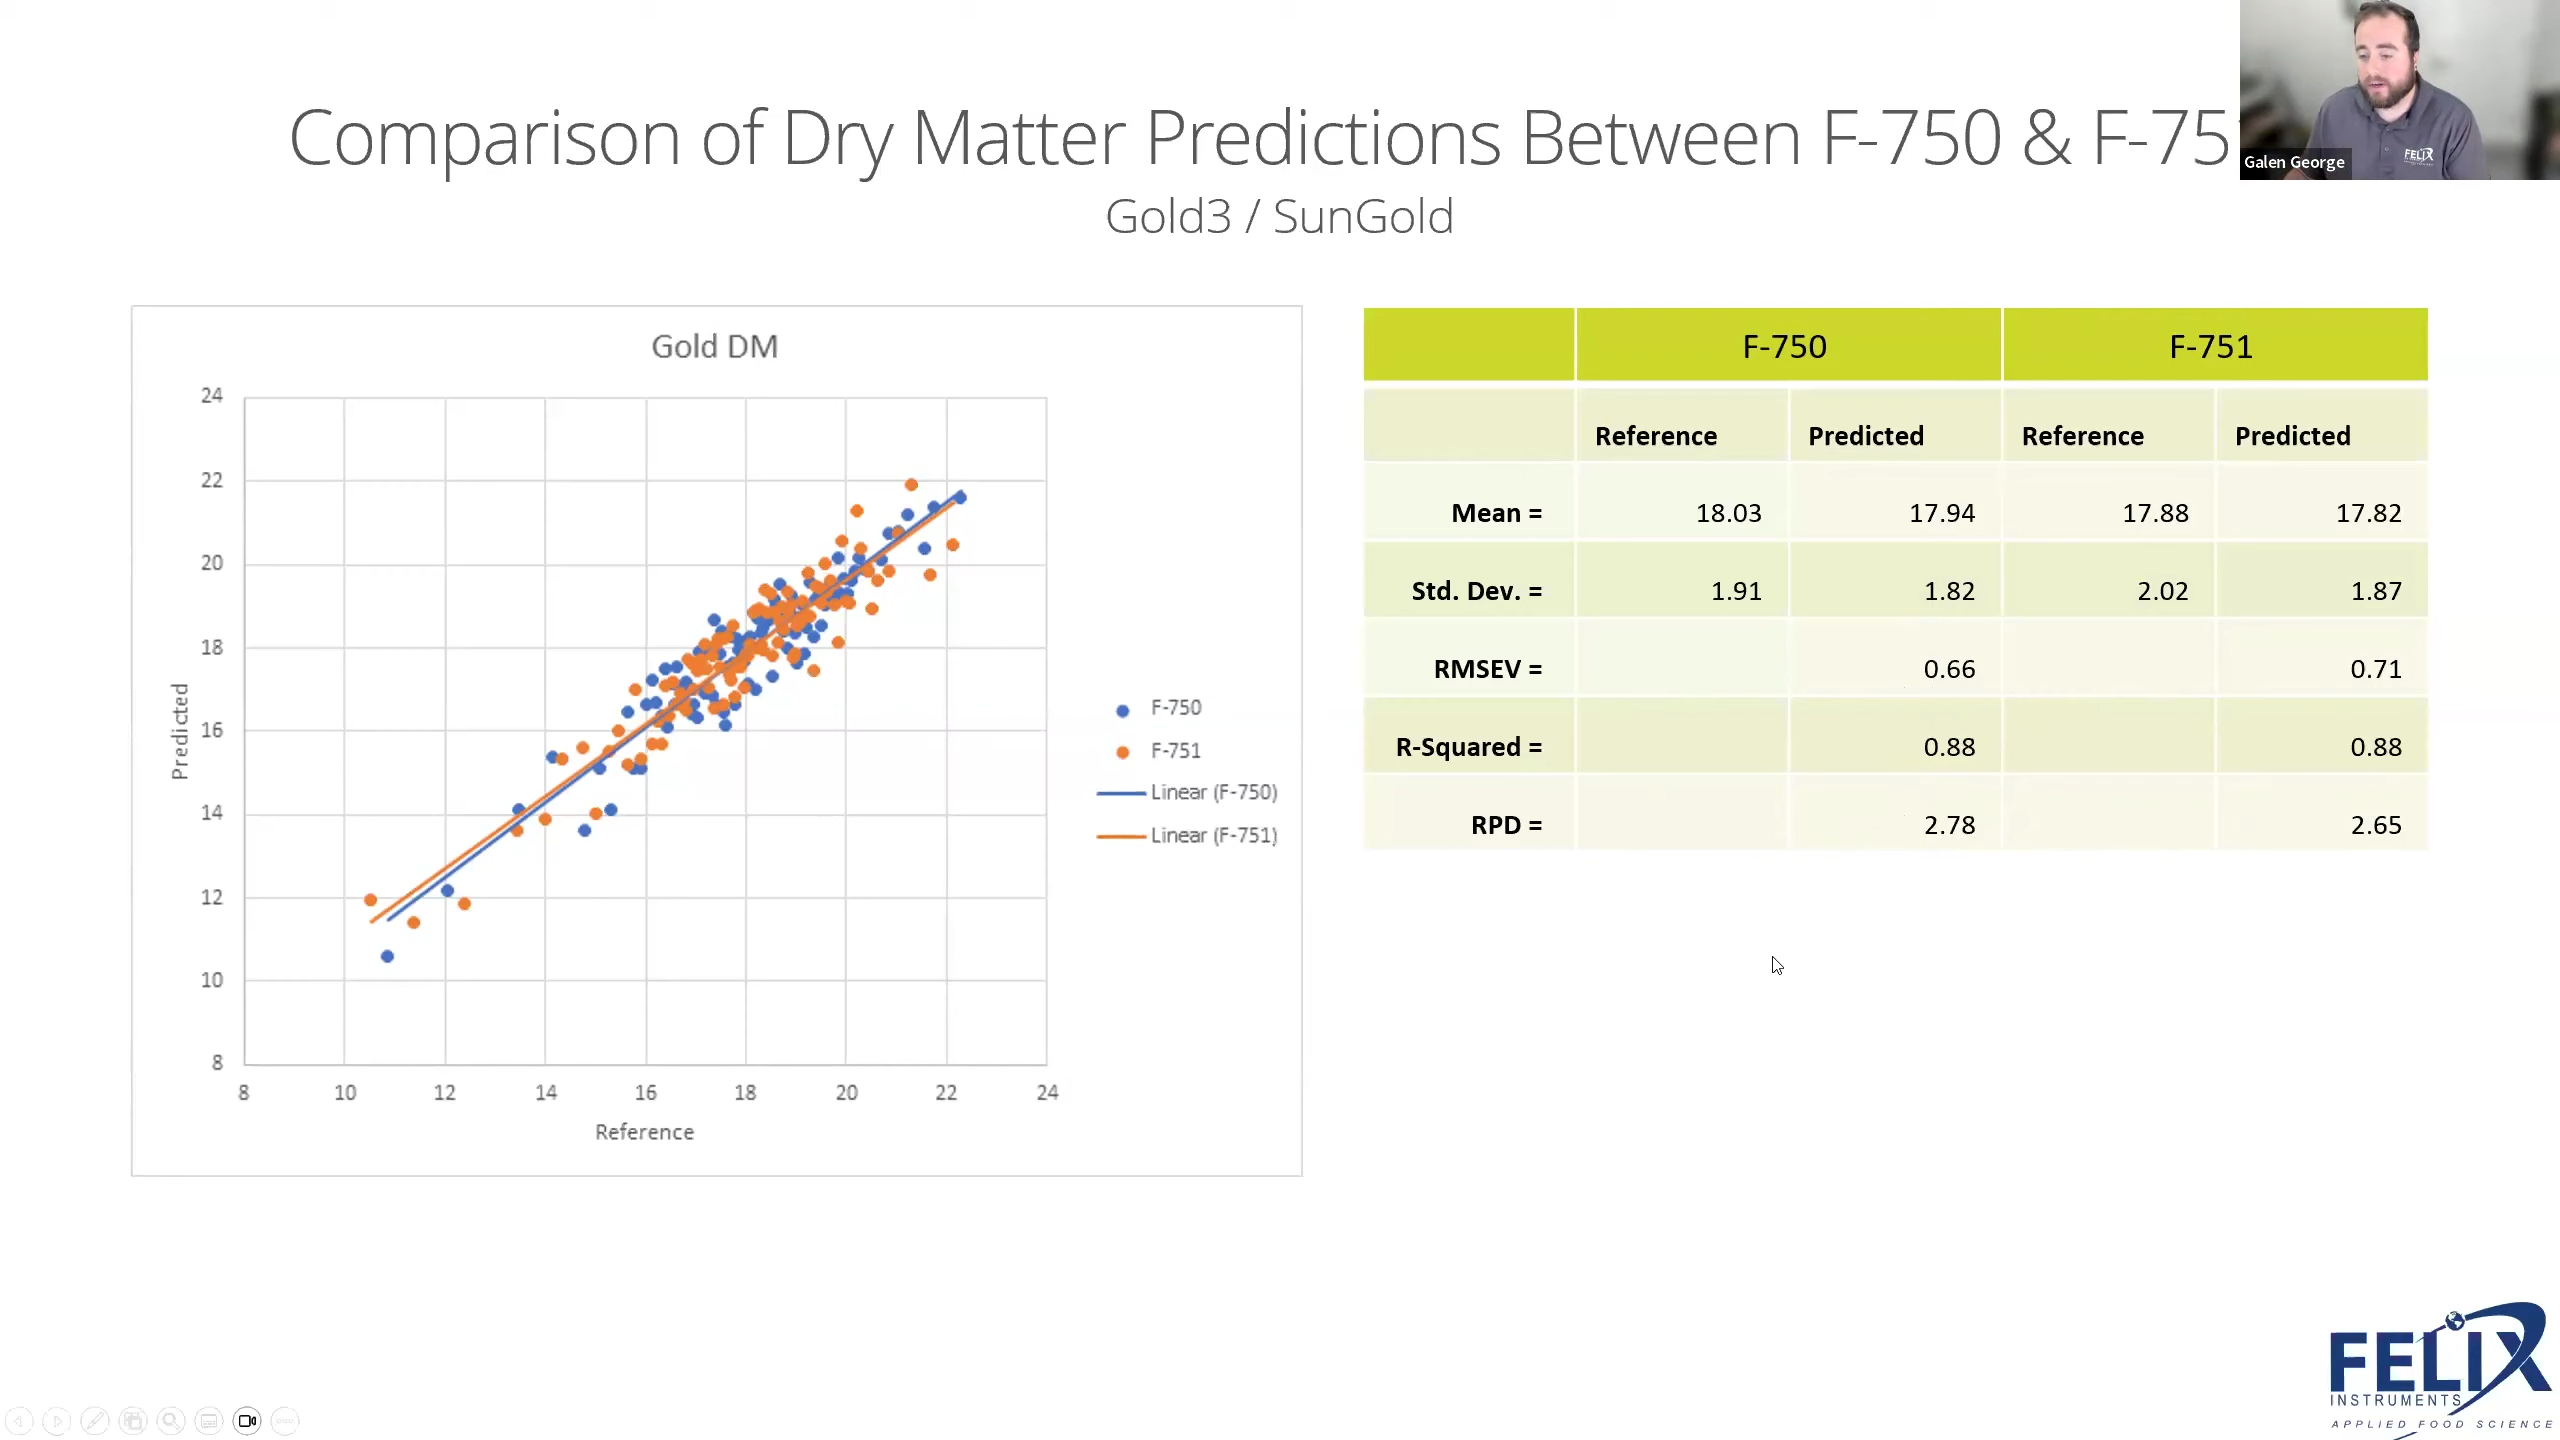 Comparison of Dry Matter Predictions Between F-750 & F-75
Galen George
FELIX
Gold3 / SunGold
Gold DM
24
22
20
18
16
14
12
10
8
Predicted
8 10 12 14 16 18 20 22 24
Reference
F-750
F-751
Linear (F-750)
Linear (F-751)
F-750 F-751
Reference Predicted Reference Predicted
Mean = 18.03 17.94 17.88 17.82
Std. Dev. = 1.91 1.82 2.02 1.87
RMSEV = 0.66 0.71
R-Squared = 0.88 0.88
RPD = 2.78 2.65
FELIX
INSTRUMENTS
APPLIED FOOD SCIENCE